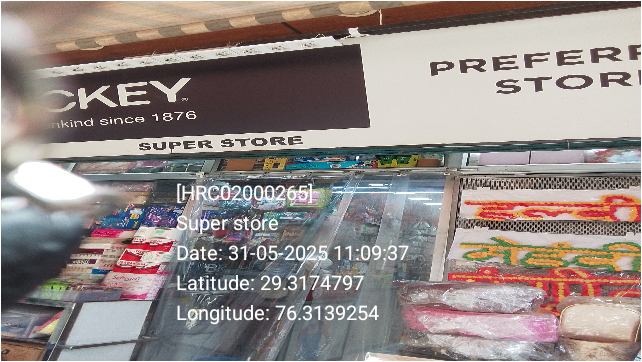 CKEY
nkind since 1876
SUPER STORE
PREFERR
STOR
[HRC02000265]
Super store
Date: 31-05-2025 11:09:37
Latitude: 29.3174797
Longitude: 76.3139254